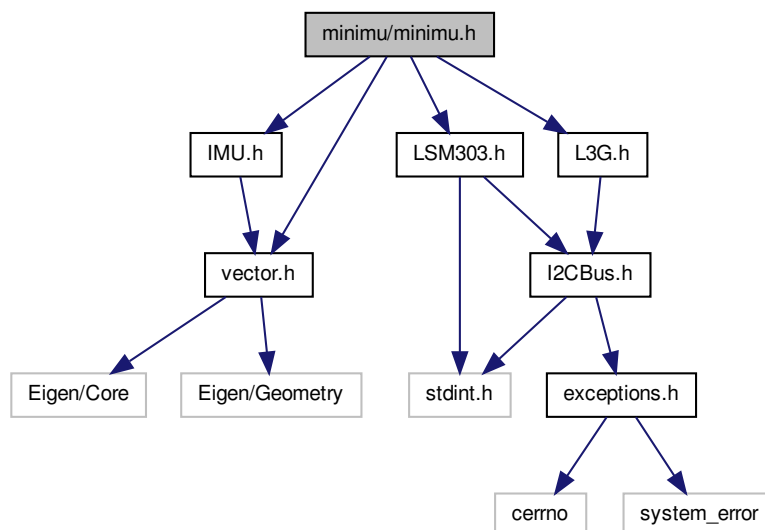 minimu/minimu.h
IMU.h
LSM303.h
L3G.h
vector.h
I2CBus.h
Eigen/Core
Eigen/Geometry
stdint.h
exceptions.h
cerrno
system_error